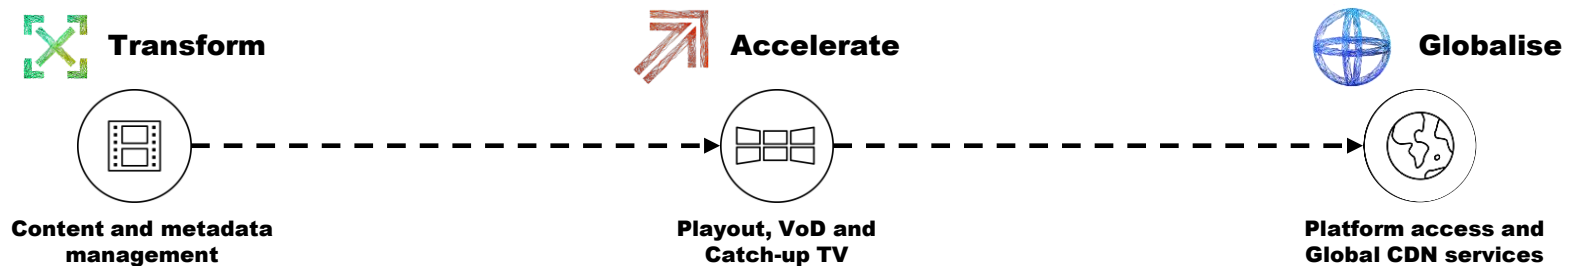 Transform
Accelerate
Globalise
Content and metadata
management
Playout, VoD and
Catch-up TV
Platform access and
Global CDN services